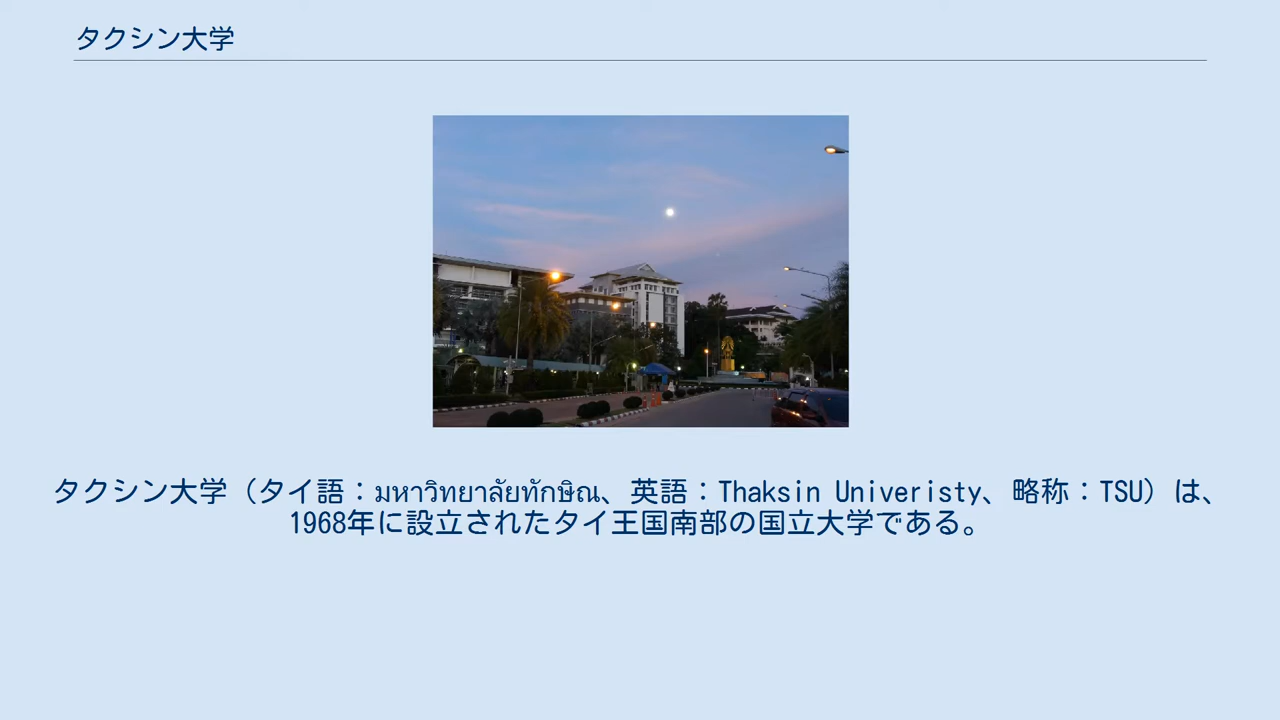 タクシン大学
タクシン大学（タイ語：มหาวิทยาลัยทักษิณ、英語：Thaksin Univeristy、略称：TSU）は、
1968年に設立されたタイ王国南部の国立大学である。